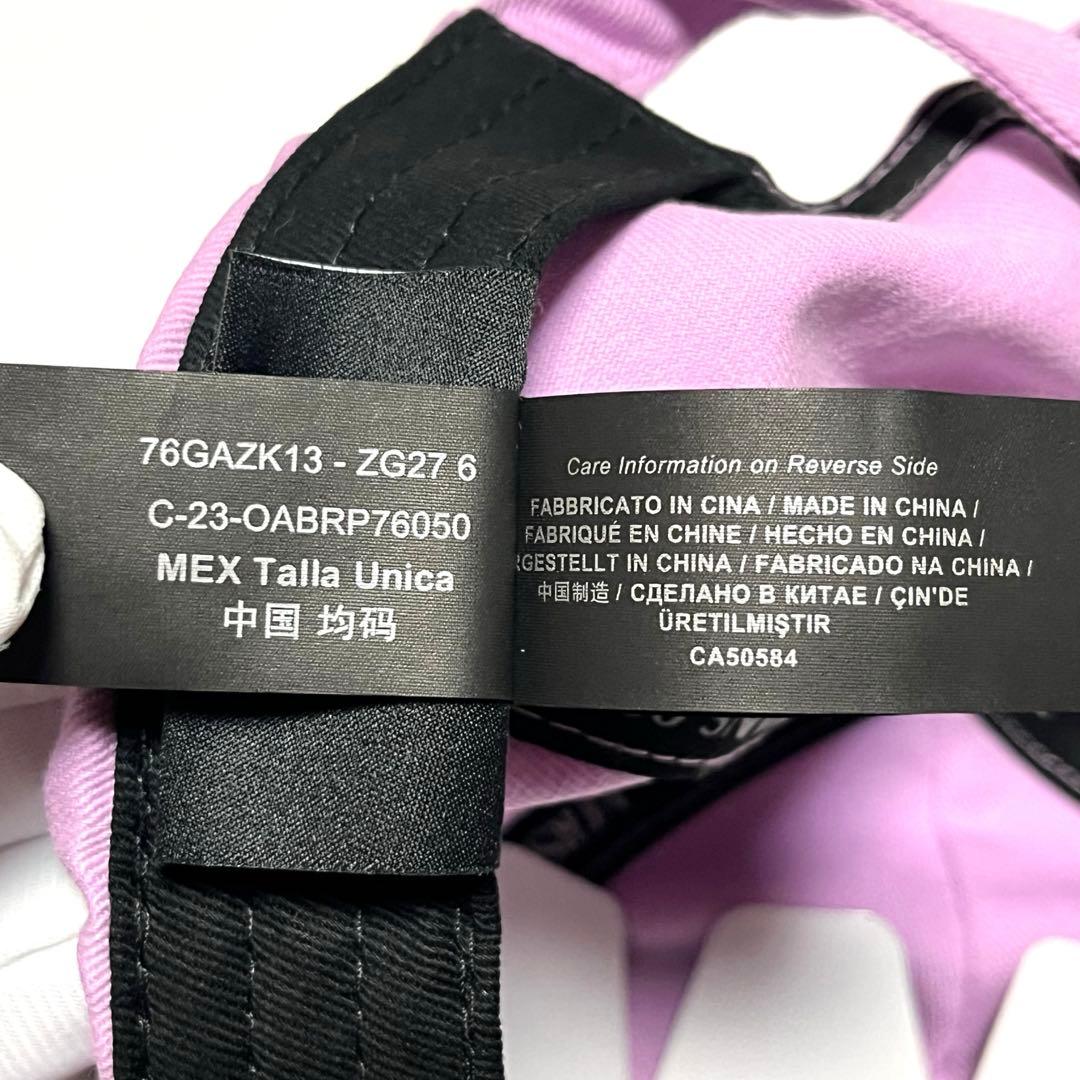 76GAZK13 - ZG27 6
C-23-OABRP76050
MEX Talla Unica
中国 均码
Care Information on Reverse Side
FABBRICATO IN CINA / MADE IN CHINA /
FABRIQUÉ EN CHINE / HECHO EN CHINA /
RGESTELLT IN CHINA / FABRICADO NA CHINA /
中国制造 / СДЕЛАНО В КИТАЕ / ÇIN'DE
ÜRETILMIŞTIR
CA50584